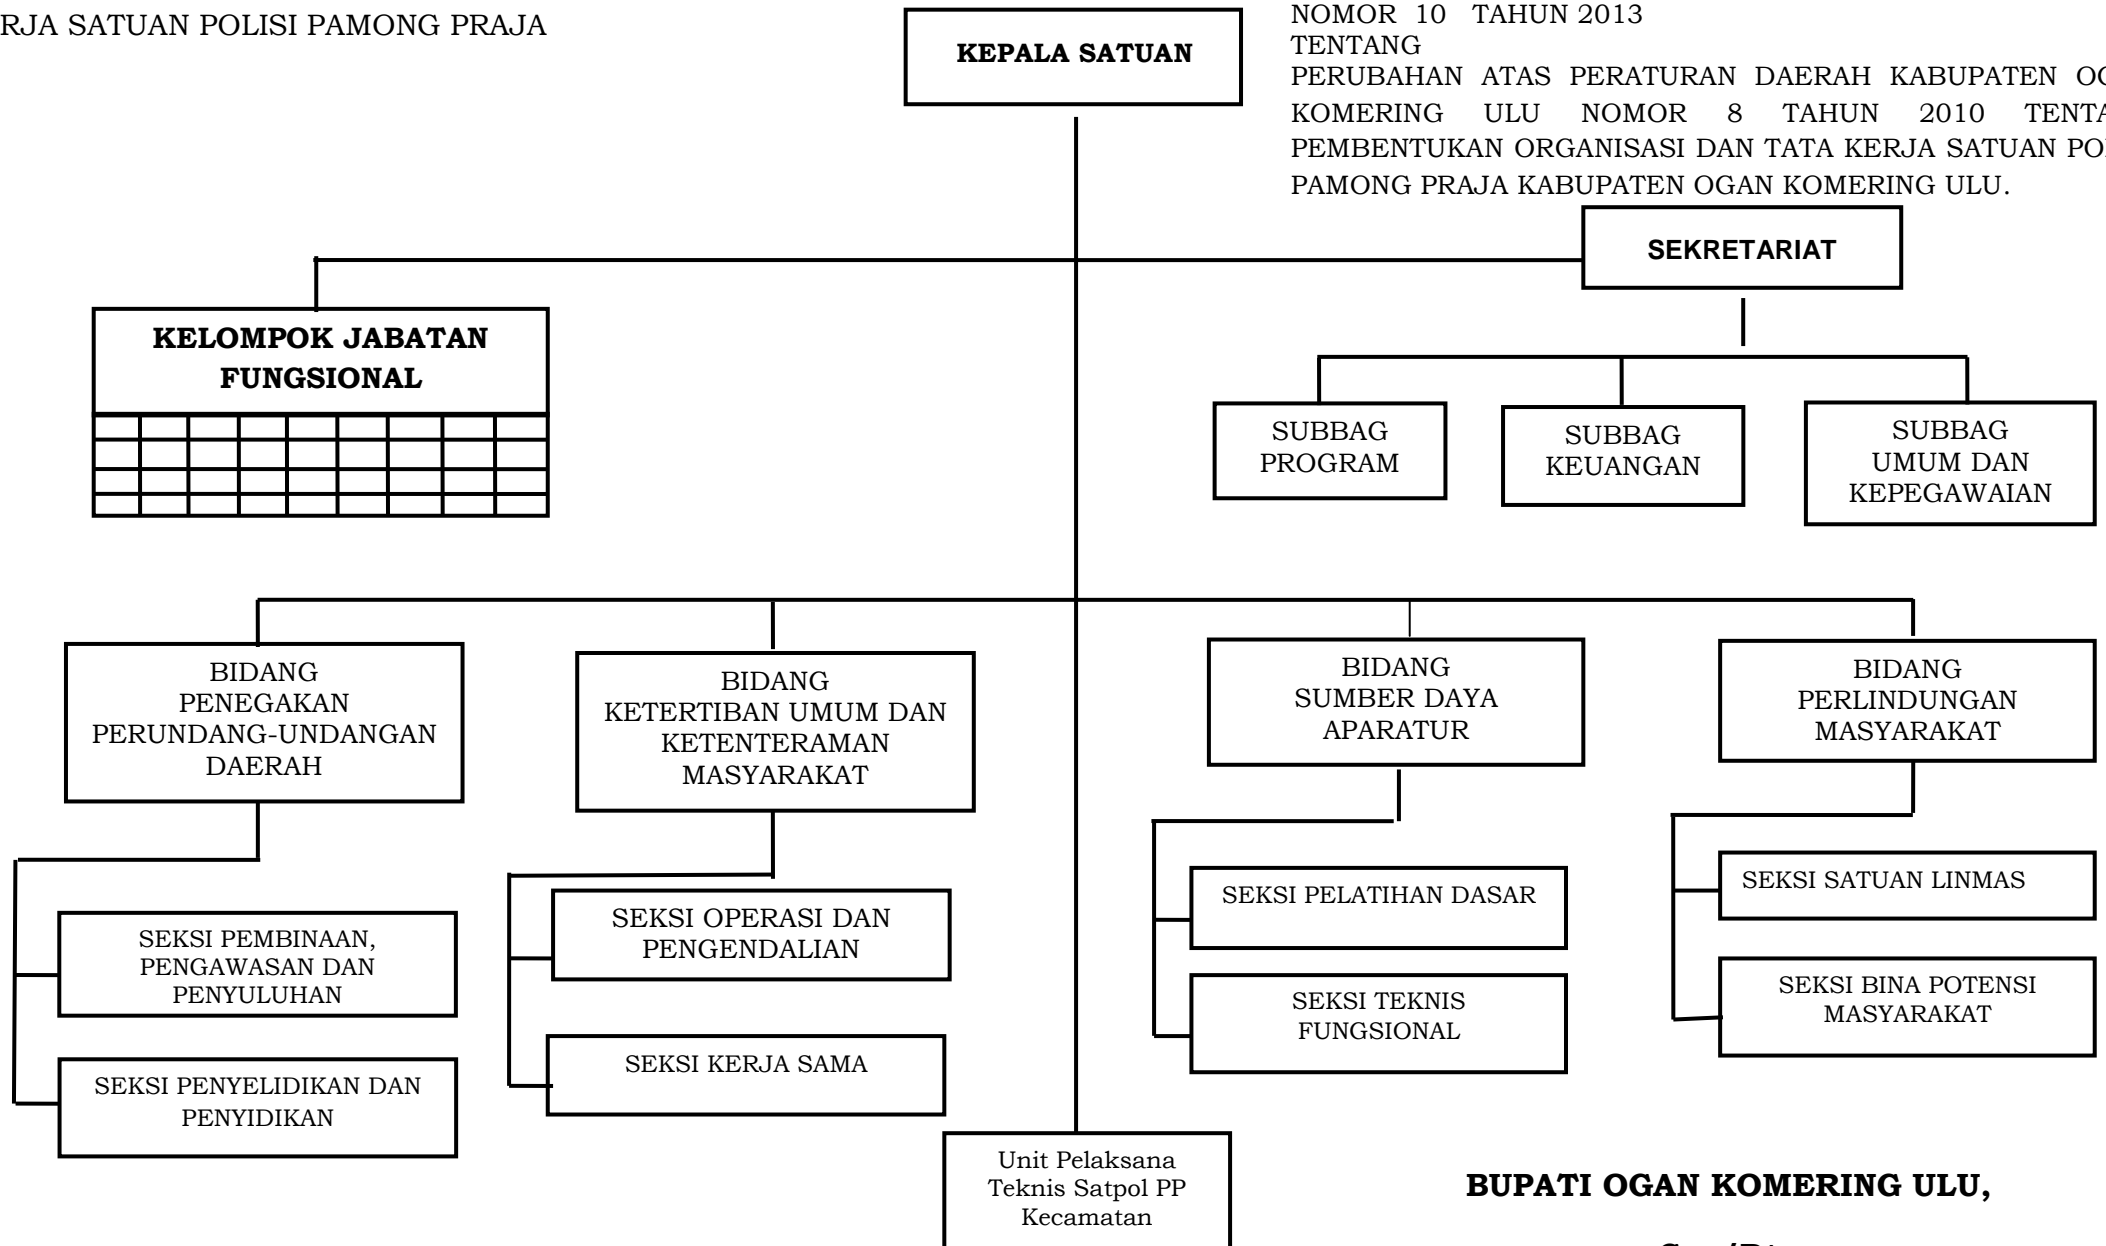 RJA SATUAN POLISI PAMONG PRAJA
KEPALA SATUAN
NOMOR 10 TAHUN 2013
TENTANG
PERUBAHAN ATAS PERATURAN DAERAH KABUPATEN
KOMERING ULU NOMOR 8 TAHUN 2010
PEMBENTUKAN ORGANISASI DAN TATA KERJA SATUAN
PAMONG PRAJA KABUPATEN OGAN KOMERING ULU.
SEKRETARIAT
KELOMPOK JABATAN
FUNGSIONAL
SUBBAG
PROGRAM
SUBBAG
KEUANGAN
SUBBAG
UMUM DAN
KEPEGAWAIAN
BIDANG
PENEGAKAN
PERUNDANG-UNDANGAN
DAERAH
BIDANG
KETERTIBAN UMUM DAN
KETENTERAMAN
MASYARAKAT
BIDANG
SUMBER DAYA
APARATUR
BIDANG
PERLINDUNGAN
MASYARAKAT
SEKSI PEMBINAAN,
PENGAWASAN DAN
PENYULUHAN
SEKSI PENYELIDIKAN DAN
PENYIDIKAN
SEKSI OPERASI DAN
PENGENDALIAN
SEKSI KERJA SAMA
SEKSI PELATIHAN DASAR
SEKSI TEKNIS
FUNGSIONAL
SEKSI SATUAN LINMAS
SEKSI BINA POTENSI
MASYARAKAT
Unit Pelaksana
Teknis Satpol PP
Kecamatan
BUPATI OGAN KOMERING ULU,